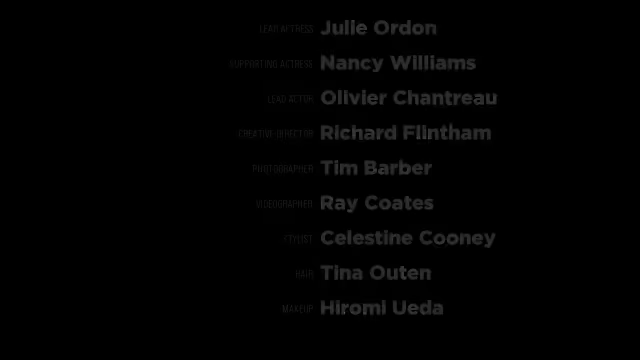 LEAD ACTRESS Julie Ordon
SUPPORTING ACTRESS Nancy Williams
LEAD ACTOR Olivier Chantreau
CREATIVE DIRECTOR Richard Flintham
PHOTOGRAPHER Tim Barber
VIDEOGRAPHER Ray Coates
STYLIST Celestine Cooney
HAIR Tina Outen
MAKEUP Hiromi Ueda